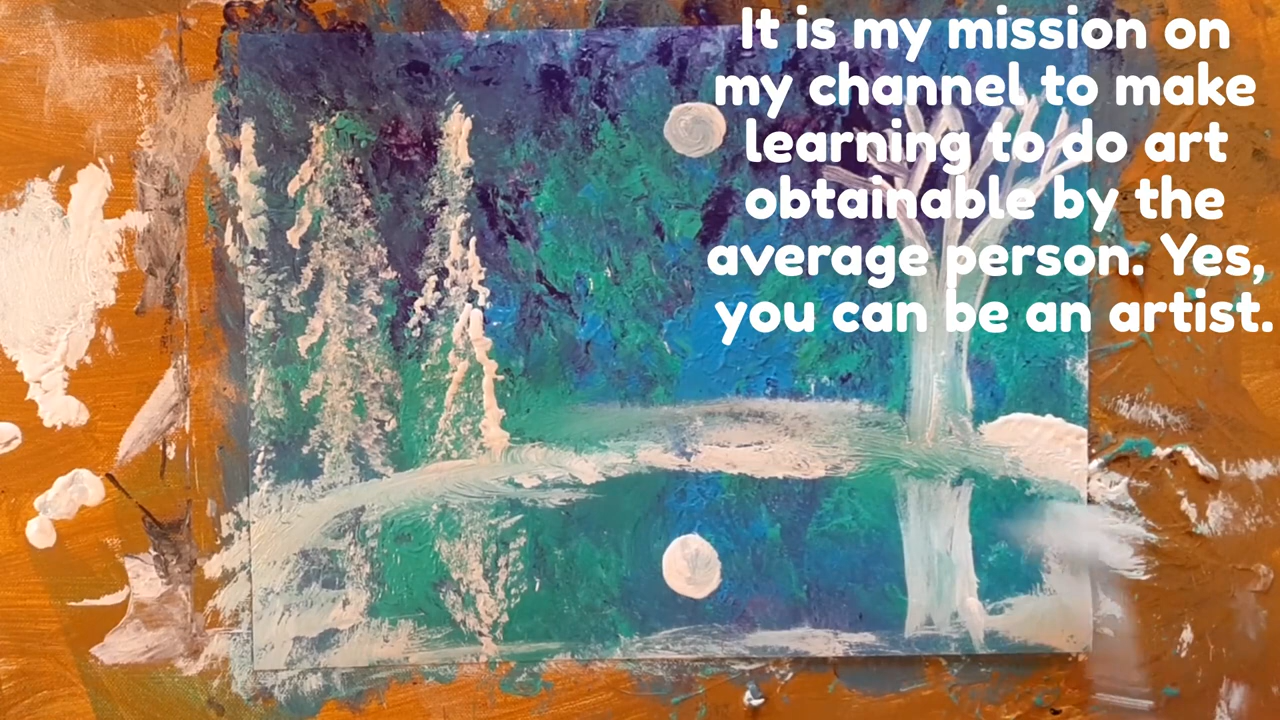 It is my mission on
my channel to make
learning to do art
obtainable by the
average person. Yes,
you can be an artist.